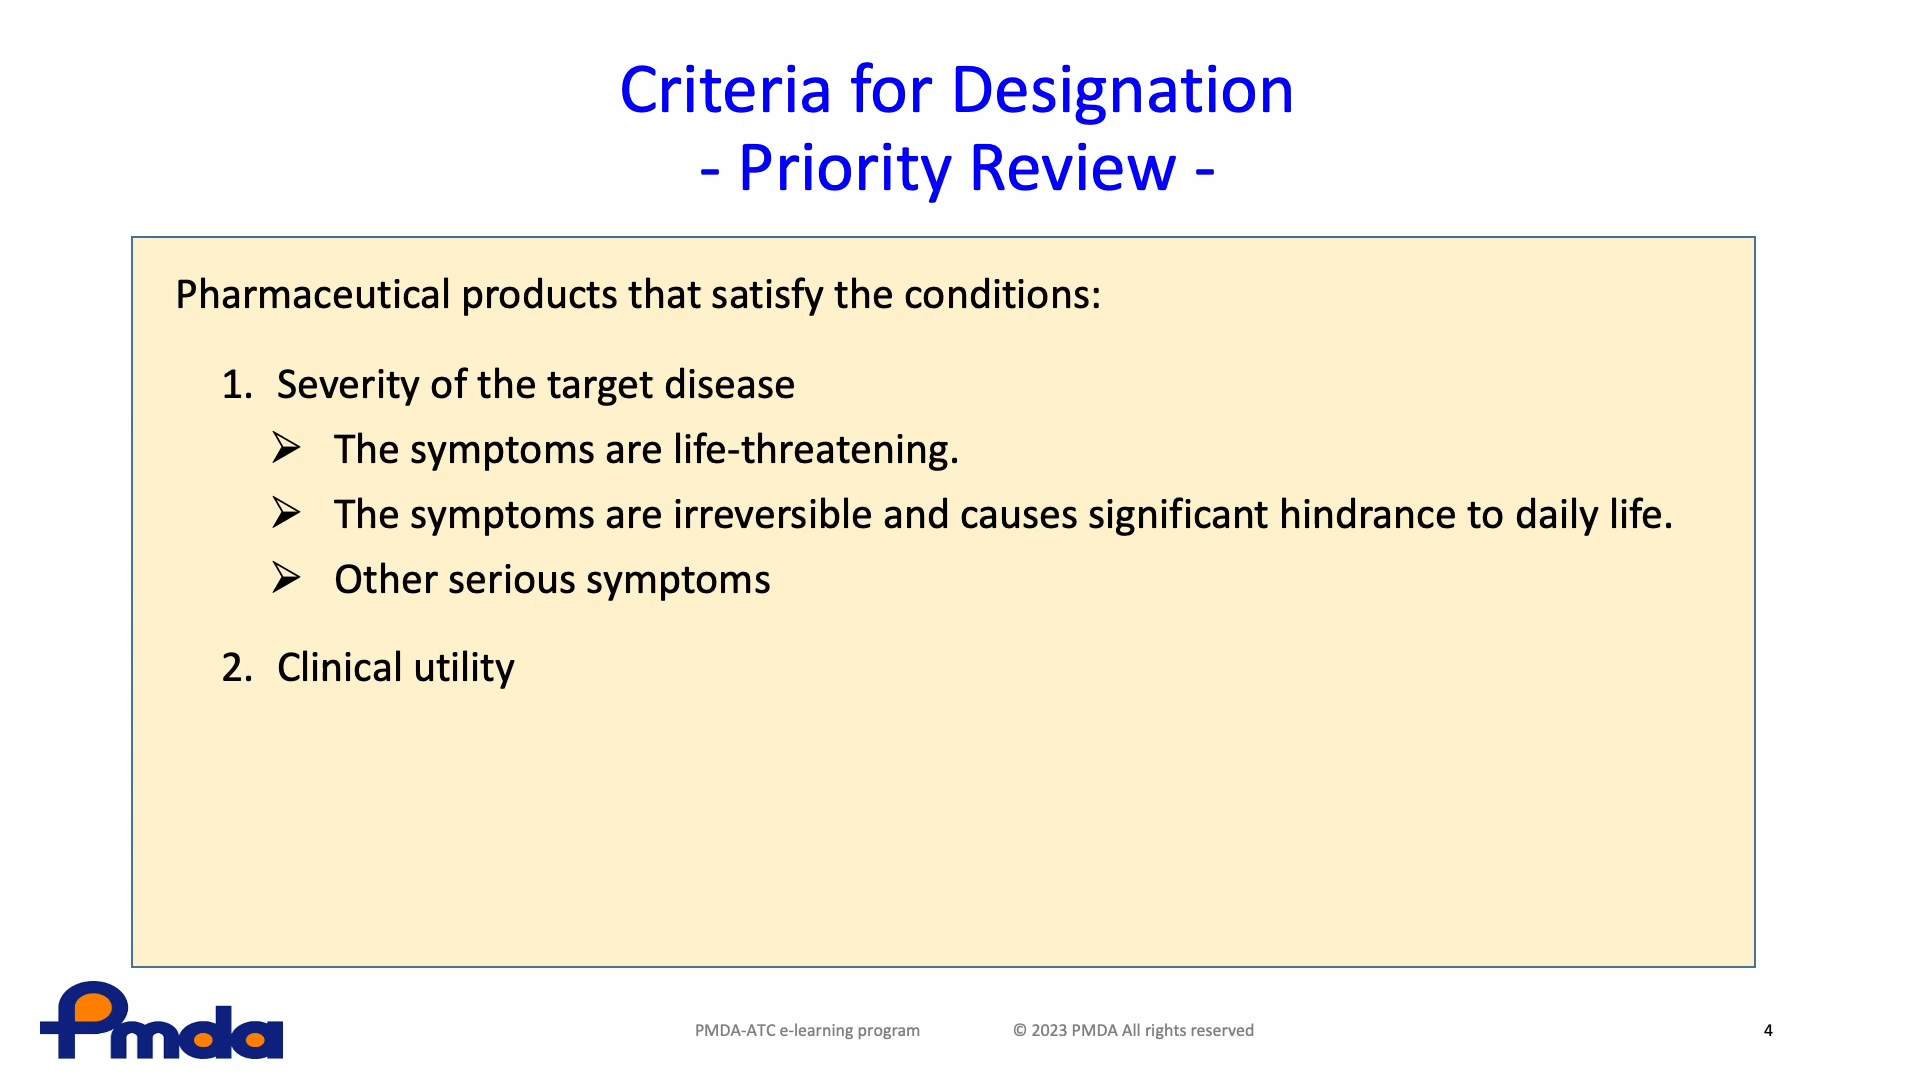 Criteria for Designation
- Priority Review -
Pharmaceutical products that satisfy the conditions:
1. Severity of the target disease
➢ The symptoms are life-threatening.
➢ The symptoms are irreversible and causes significant hindrance to daily life.
➢ Other serious symptoms
2. Clinical utility
Pmda
PMDA-ATC e-learning program
© 2023 PMDA All rights reserved
4